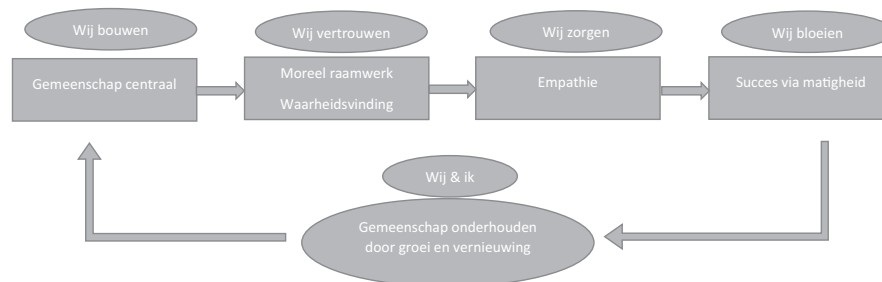 Wij bouwen
Wij vertrouwen
Wij zorgen
Wij bloeien
Gemeenschap centraal
Moreel raamwerk
Waarheidsvinding
Empathie
Succes via matigheid
Wij & ik
Gemeenschap onderhouden
door groei en vernieuwing